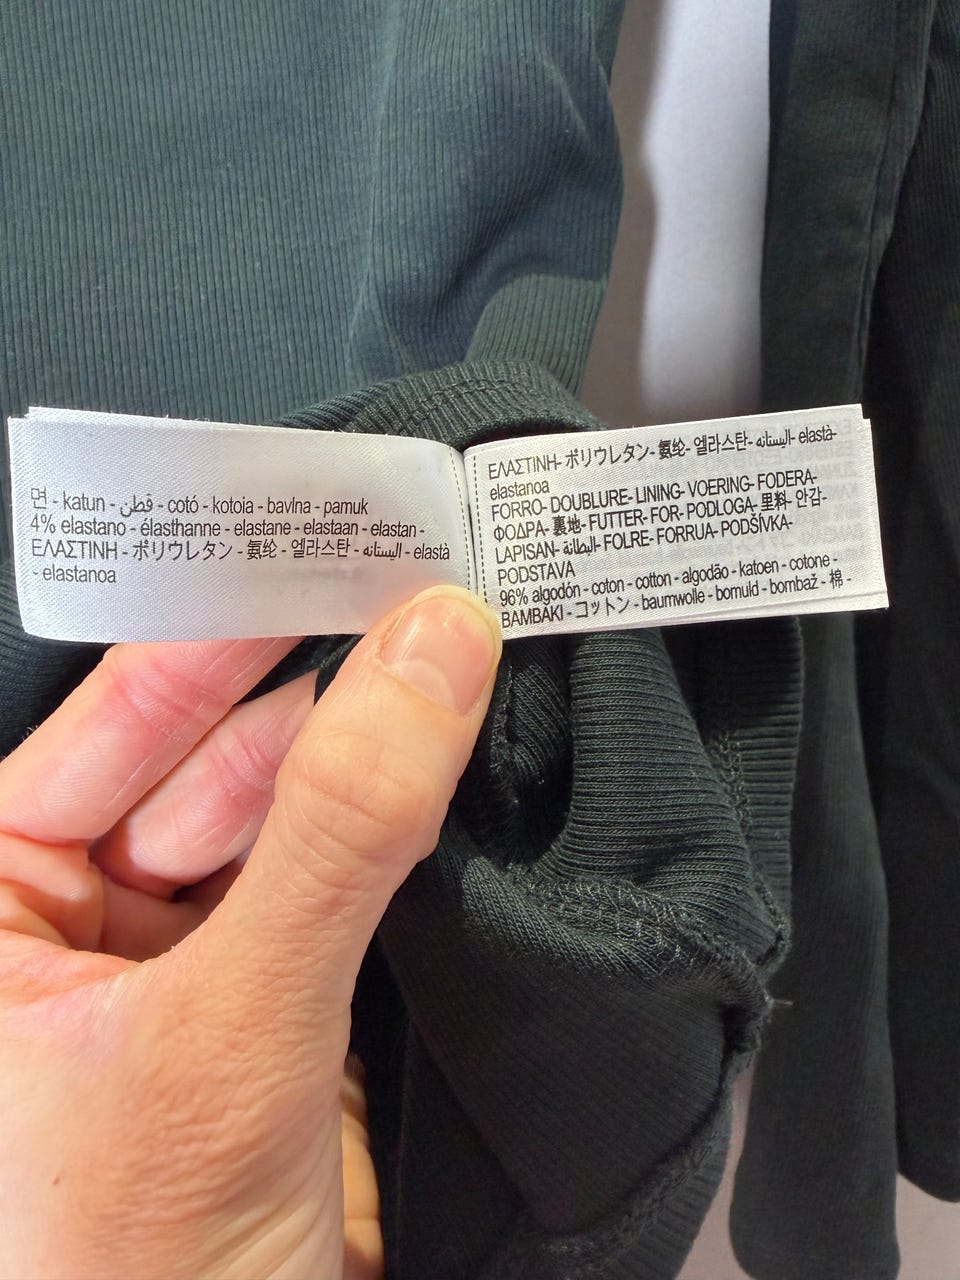 면 - katun - قطن - cotó - kotoia - bavlna - pamuk
4% elastano - élasthanne - elastane - elastaan - elastan -
ΕΛΑΣΤΙΝΗ - ポリウレタン - 氨纶 - 엘라스탄 - اليستانه - elastà
- elastanoa
ΕΛΑΣΤΙΝΗ- ポリウレタン- 氨纶- 엘라스탄- اليستانه- elastà-
elastanoa
FORRO- DOUBLURE- LINING- VOERING- FODERA-
ΦΟΔΡΑ- 裏地- FUTTER- FOR- PODLOGA- 里料- 안감-
LAPISAN- البطانة- FOLRE- FORRUA- PODŠÍVKA-
PODSTAVA
96% algodón - coton - cotton - algodão - katoen - cotone -
BAMBAKI - コットン - baumwolle - bomuld - bombaž - 棉 -